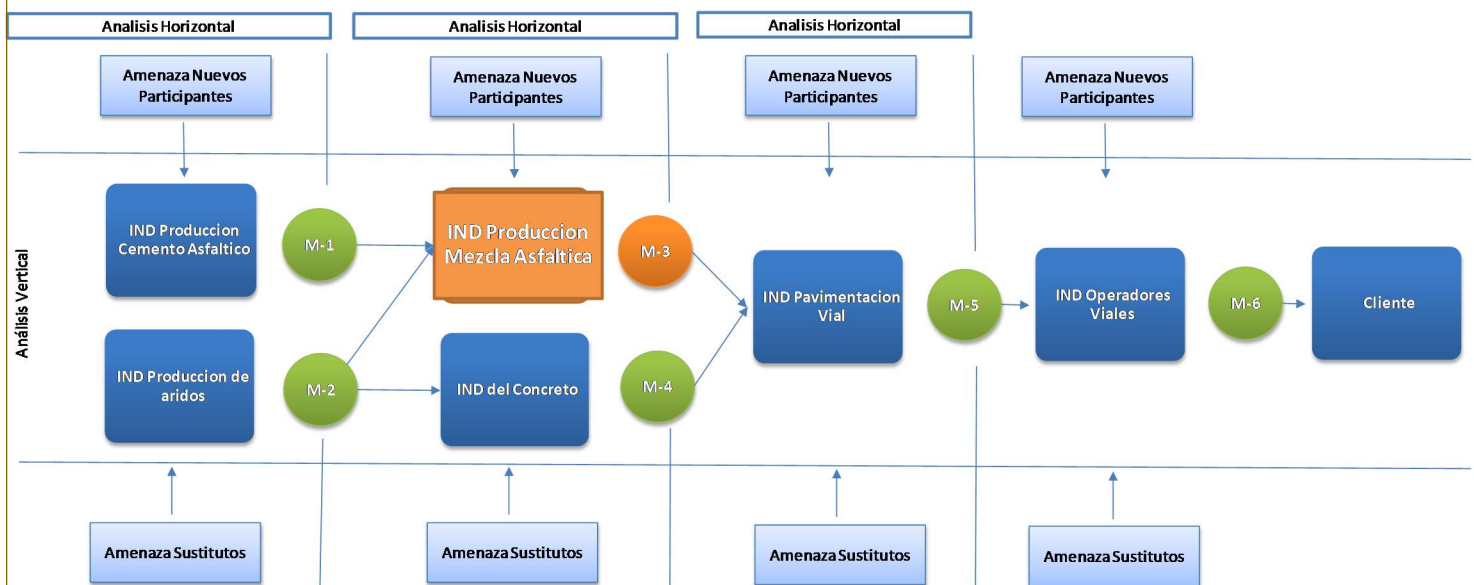 Analisis Horizontal
Analisis Horizontal
Analisis Horizontal
Amenaza Nuevos
Participantes
Amenaza Nuevos
Participantes
Amenaza Nuevos
Participantes
Amenaza Nuevos
Participantes
Análisis Vertical
IND Produccion
Cemento Asfaltico
M-1
IND Produccion
Mezcla Asfaltica
M-3
IND Produccion de
aridos
M-2
IND del Concreto
M-4
IND Pavimentacion
Vial
M-5
IND Operadores
Viales
M-6
Cliente
Amenaza Sustitutos
Amenaza Sustitutos
Amenaza Sustitutos
Amenaza Sustitutos